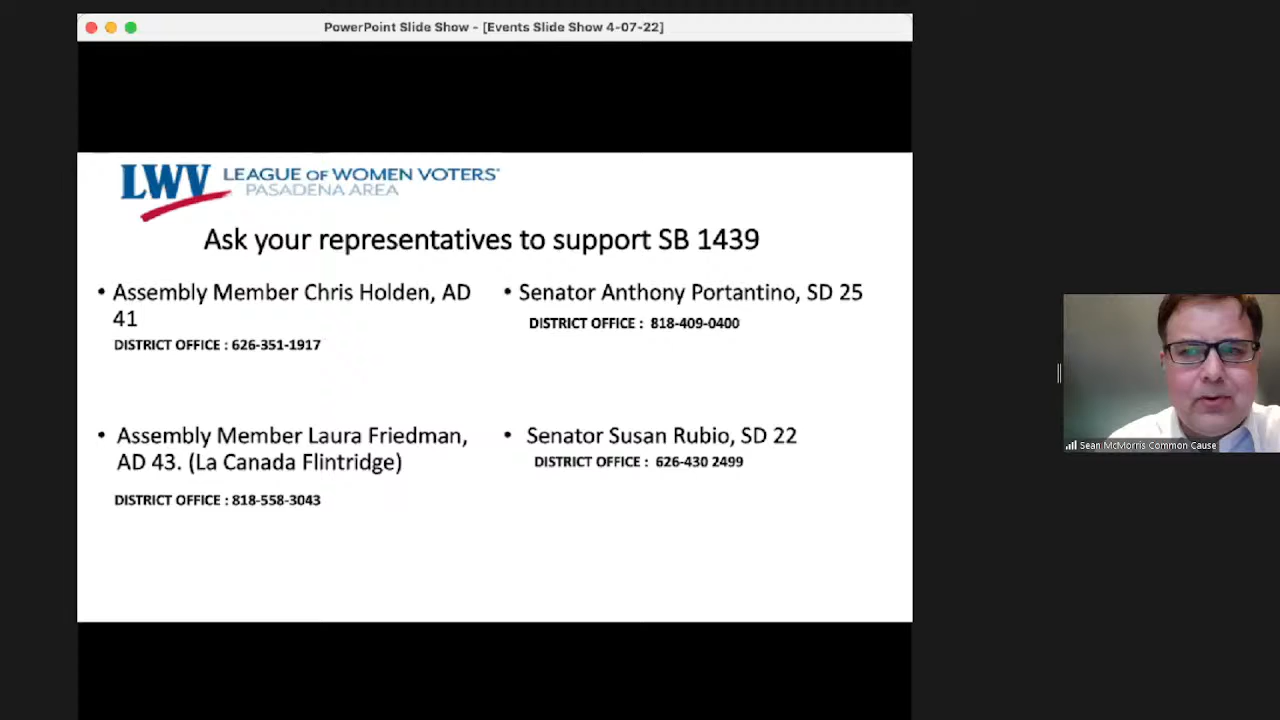 PowerPoint Slide Show - [Events Slide Show 4-07-22]
LWV LEAGUE OF WOMEN VOTERS®
PASADENA AREA
Ask your representatives to support SB 1439
• Assembly Member Chris Holden, AD
41
DISTRICT OFFICE : 626-351-1917
• Senator Anthony Portantino, SD 25
DISTRICT OFFICE : 818-409-0400
• Assembly Member Laura Friedman,
AD 43. (La Canada Flintridge)
DISTRICT OFFICE : 818-558-3043
• Senator Susan Rubio, SD 22
DISTRICT OFFICE : 626-430 2499
Sean McMorris Common Cause